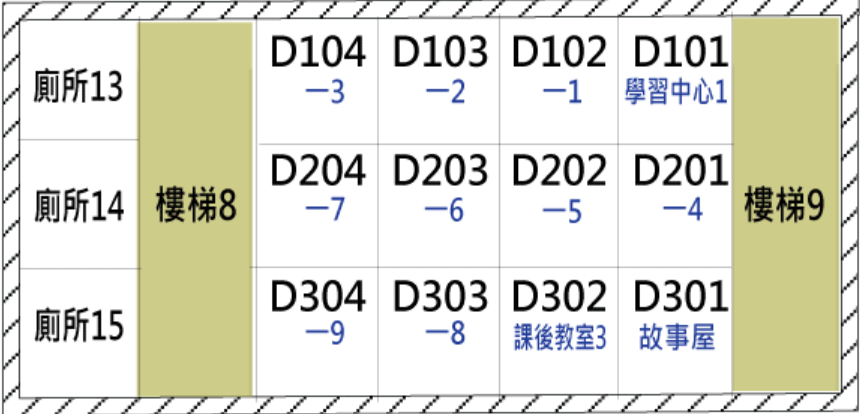 廁所13 樓梯8 D104 D103 D102 D101 樓梯9
一3 一2 一1 學習中心1
廁所14 D204 D203 D202 D201
一7 一6 一5 一4
廁所15 D304 D303 D302 D301
一9 一8 課後教室3 故事屋